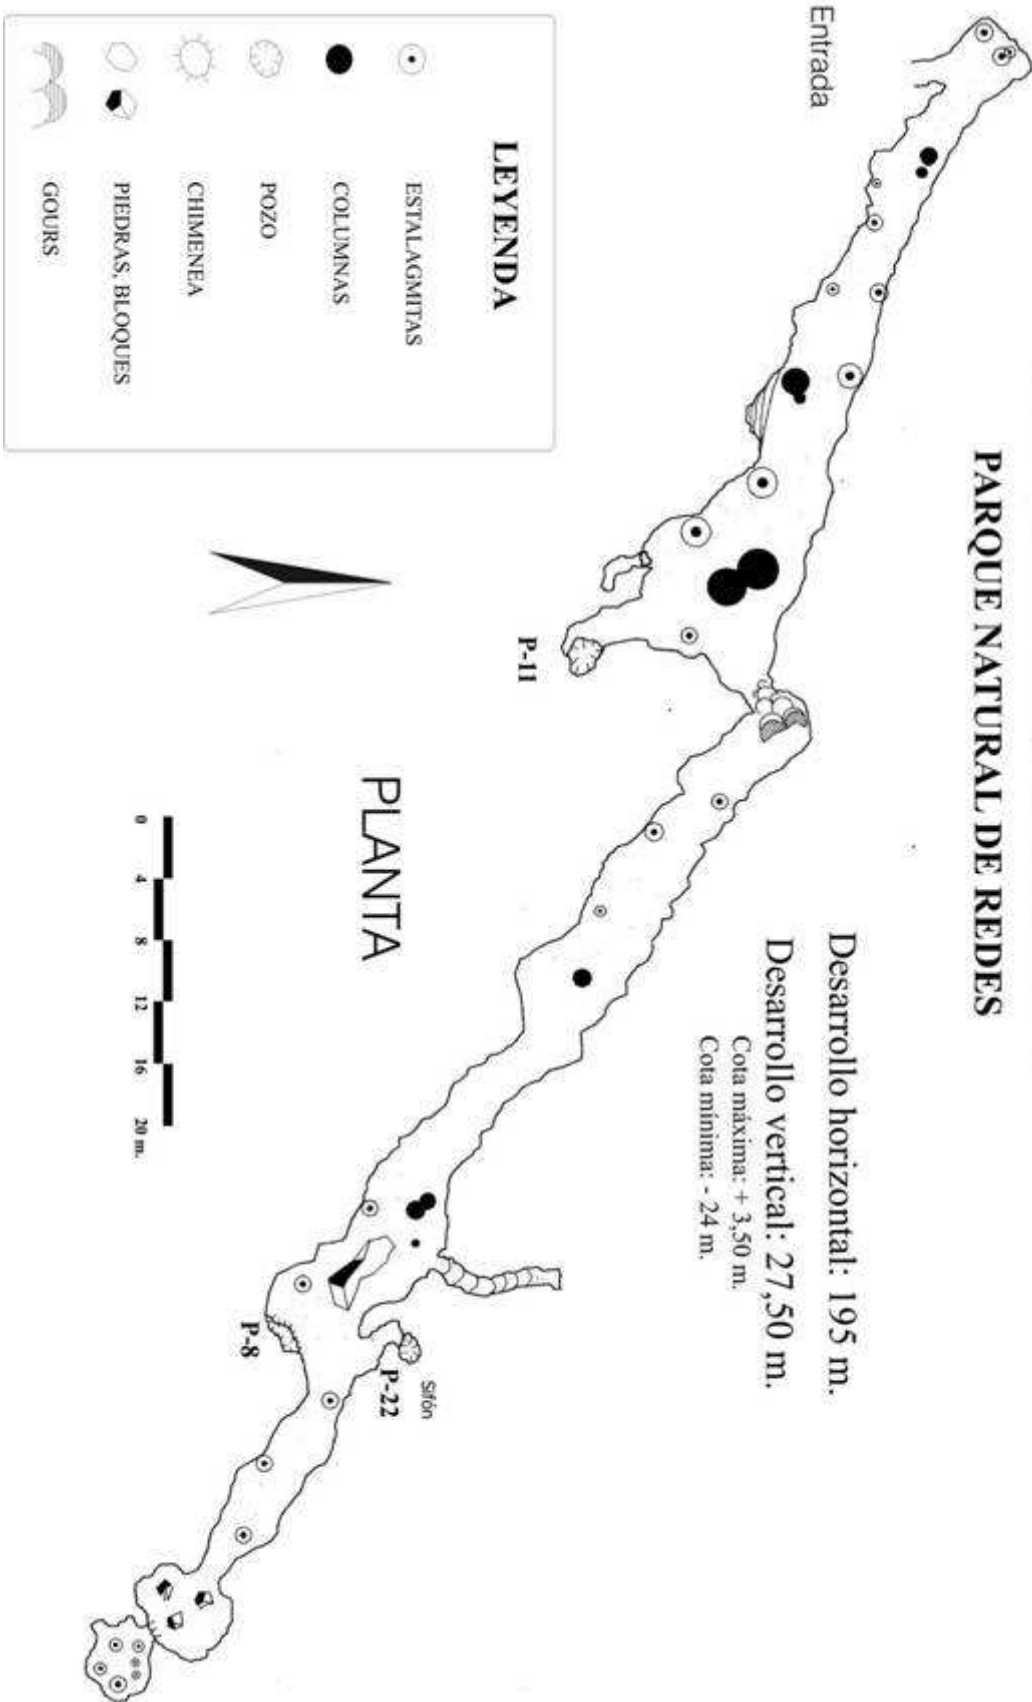 PARQUE NATURAL DE REDES
Desarrollo horizontal: 195 m.
Desarrollo vertical: 27,50 m.
Cota máxima: + 3,50 m.
Cota mínima: - 24 m.
Entrada
P-11
P-8
P-22
Sifón
PLANTA
0 4 8 12 16 20 m.
LEYENDA
ESTALAGMITAS
COLUMNAS
POZO
CHIMENEA
PIEDRAS, BLOQUES
GOURS